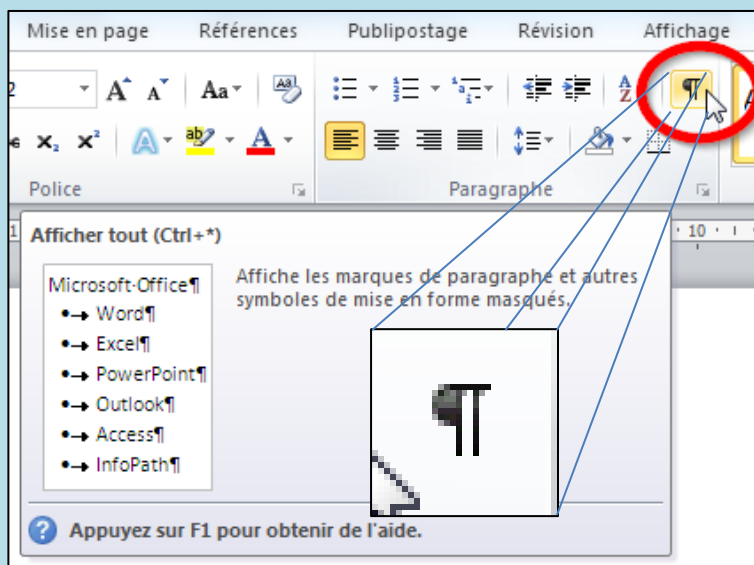 Mise en page Références Publipostage Révision Affichage
Aa
Police Paragraphe
10
Afficher tout (Ctrl+*)
Microsoft·Office¶
•→ Word¶
•→ Excel¶
•→ PowerPoint¶
•→ Outlook¶
•→ Access¶
•→ InfoPath¶
Affiche les marques de paragraphe et autres
symboles de mise en forme masqués.
¶
Appuyez sur F1 pour obtenir de l'aide.